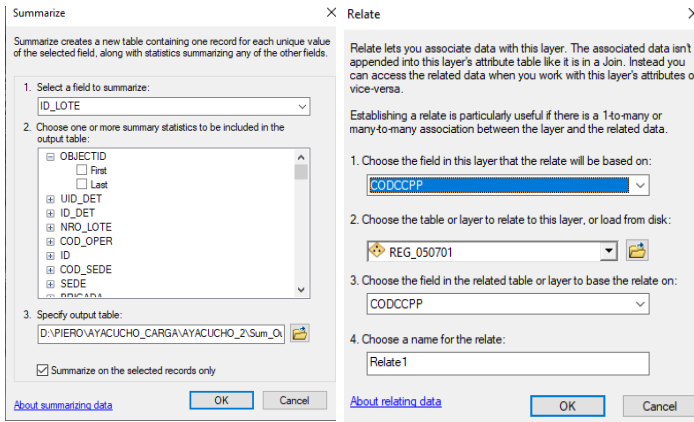 Summarize
Summarize creates a new table containing one record for each unique value
of the selected field, along with statistics summarizing any of the other fields.
1. Select a field to summarize:
ID_LOTE
2. Choose one or more summary statistics to be included in the
output table:
OBJECTID
First
Last
UID_DET
ID_DET
NRO_LOTE
COD_OPER
ID
COD_SEDE
SEDE
3. Specify output table:
D:\PIERO\AYACUCHO_CARGA\AYACUCHO_2\Sum_Ou
Summarize on the selected records only
About summarizing data
OK
Cancel
Relate
Relate lets you associate data with this layer. The associated data isn't
appended into this layer's attribute table like it is in a Join. Instead you
can access the related data when you work with this layer's attributes o
vice-versa.
Establishing a relate is particularly useful if there is a 1-to-many or
many-to-many association between the layer and the related data.
1. Choose the field in this layer that the relate will be based on:
CODCCPP
2. Choose the table or layer to relate to this layer, or load from disk:
REG_050701
3. Choose the field in the related table or layer to base the relate on:
CODCCPP
4. Choose a name for the relate:
Relate1
About relating data
OK
Cancel